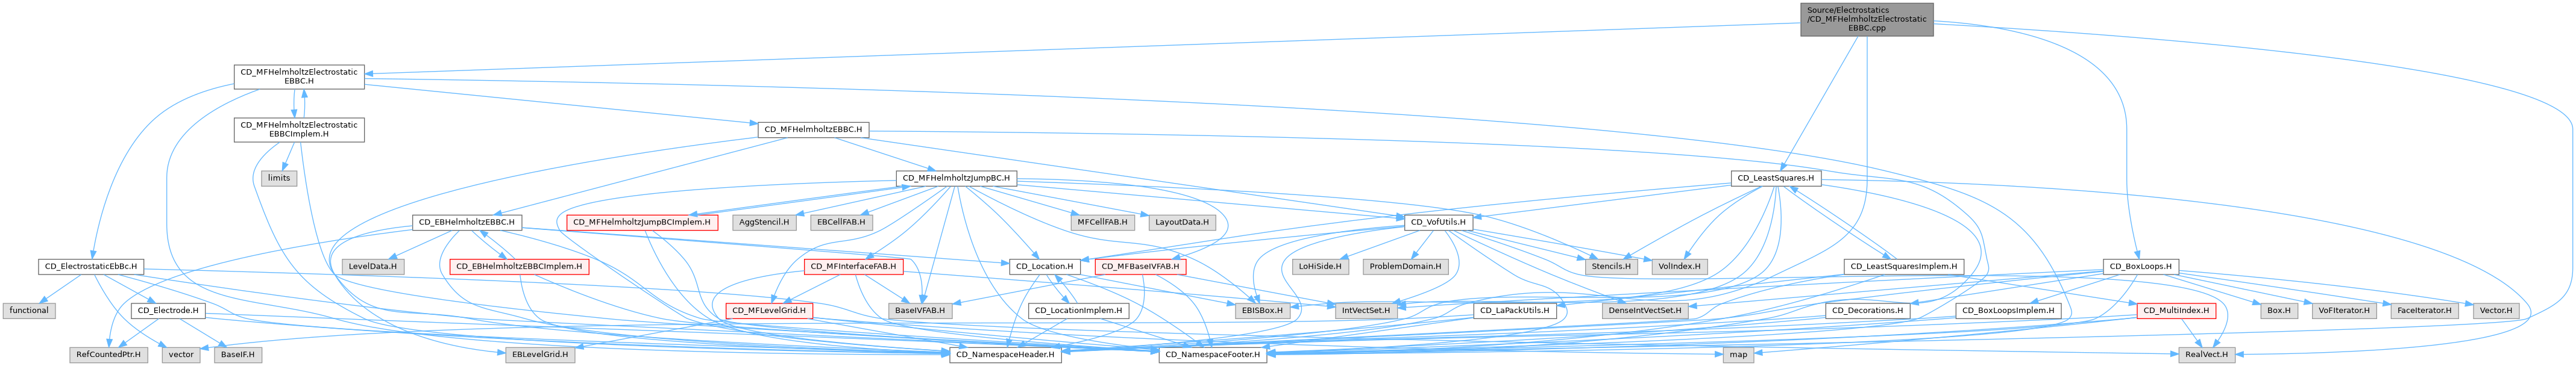 Source/Electrostatics
/CD_MFHelmholtzElectrostatic
EBBC.cpp
CD_MFHelmholtzElectrostatic
EBBC.H
CD_MFHelmholtzElectrostatic
EBBCImplem.H
CD_MFHelmholtzEBBC.H
limits
CD_MFHelmholtzJumpBC.H
CD_LeastSquares.H
CD_EBHelmholtzEBBC.H
CD_MFHelmholtzJumpBCImplem.H
AggStencil.H
EBCellFAB.H
MFCellFAB.H
LayoutData.H
CD_VofUtils.H
CD_ElectrostaticEbBc.H
LevelData.H
CD_EBHelmholtzEBBCImplem.H
CD_MFInterfaceFAB.H
CD_Location.H
CD_MFBaseIVFAB.H
LoHiSide.H
ProblemDomain.H
Stencils.H
VolIndex.H
CD_LeastSquaresImplem.H
CD_BoxLoops.H
functional
CD_Electrode.H
CD_MFLevelGrid.H
BaseIVFAB.H
CD_LocationImplem.H
EBISBox.H
IntVectSet.H
CD_LaPackUtils.H
DenseIntVectSet.H
CD_Decorations.H
CD_BoxLoopsImplem.H
CD_MultiIndex.H
Box.H
VoFIterator.H
FaceIterator.H
Vector.H
RefCountedPtr.H
vector
BaseIF.H
EBLevelGrid.H
CD_NamespaceHeader.H
CD_NamespaceFooter.H
map
RealVect.H